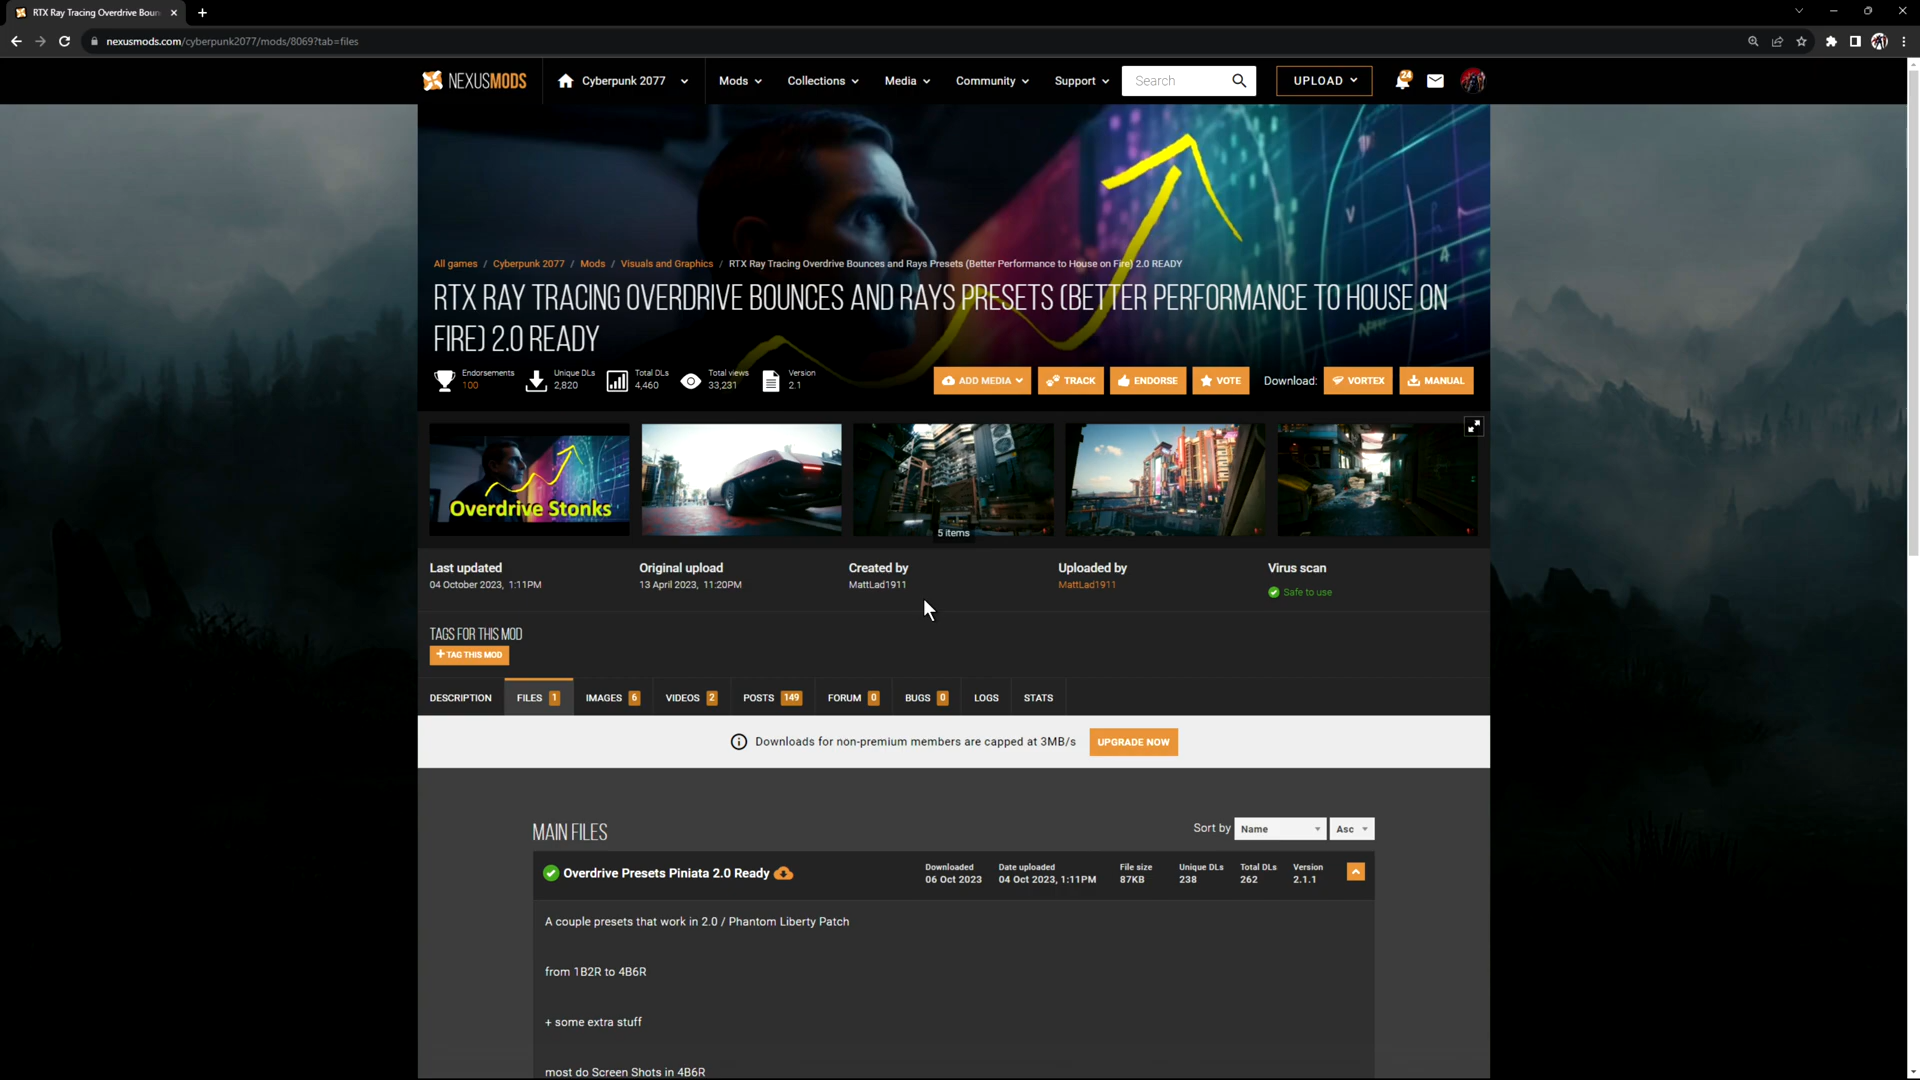 RTX Ray Tracing Overdrive Boun
nexusmods.com/cyberpunk2077/mods/8069?tab=files
NEXUSMODS
Cyberpunk 2077
Mods
Collections
Media
Community
Support
Search
UPLOAD
24
All games / Cyberpunk 2077 / Mods / Visuals and Graphics / RTX Ray Tracing Overdrive Bounces and Rays Presets (Better Performance to House on Fire) 2.0 READY
RTX RAY TRACING OVERDRIVE BOUNCES AND RAYS PRESETS (BETTER PERFORMANCE TO HOUSE ON
FIRE) 2.0 READY
Endorsements
100
Unique DLs
2,820
Total DLs
4,460
Total views
33,231
Version
2.1
ADD MEDIA
TRACK
ENDORSE
VOTE
Download:
VORTEX
MANUAL
Overdrive Stonks
5 items
Last updated
04 October 2023, 1:11PM
Original upload
13 April 2023, 11:20PM
Created by
MattLad1911
Uploaded by
MattLad1911
Virus scan
Safe to use
TAGS FOR THIS MOD
+ TAG THIS MOD
DESCRIPTION
FILES 1
IMAGES 6
VIDEOS 2
POSTS 149
FORUM 0
BUGS 0
LOGS
STATS
Downloads for non-premium members are capped at 3MB/s
UPGRADE NOW
MAIN FILES
Sort by
Name
Asc
Overdrive Presets Piniata 2.0 Ready
Downloaded
06 Oct 2023
Date uploaded
04 Oct 2023, 1:11PM
File size
87KB
Unique DLs
238
Total DLs
262
Version
2.1.1
A couple presets that work in 2.0 / Phantom Liberty Patch
from 1B2R to 4B6R
+ some extra stuff
most do Screen Shots in 4B6R